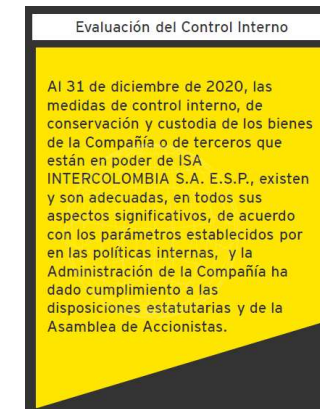 Evaluación del Control Interno
Al 31 de diciembre de 2020, las
medidas de control interno, de
conservación y custodia de los bienes
de la Compañía o de terceros que
están en poder de ISA
INTERCOLOMBIA S.A. E.S.P., existen
y son adecuadas, en todos sus
aspectos significativos, de acuerdo
con los parámetros establecidos por
en las políticas internas, y la
Administración de la Compañía ha
dado cumplimiento a las
disposiciones estatutarias y de la
Asamblea de Accionistas.